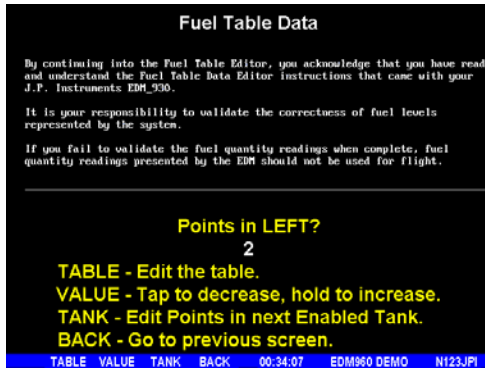 Fuel Table Data
By continuing into the Fuel Table Editor, you acknowledge that you have read
and understand the Fuel Table Data Editor instructions that came with your
J.P. Instruments EDM_930.
It is your responsibility to validate the correctness of fuel levels
represented by the system.
If you fail to validate the fuel quantity readings when complete, fuel
quantity readings presented by the EDM should not be used for flight.
Points in LEFT?
2
TABLE - Edit the table.
VALUE - Tap to decrease, hold to increase.
TANK - Edit Points in next Enabled Tank.
BACK - Go to previous screen.
TABLE VALUE TANK BACK 00:34:07 EDM960 DEMO N123JPI